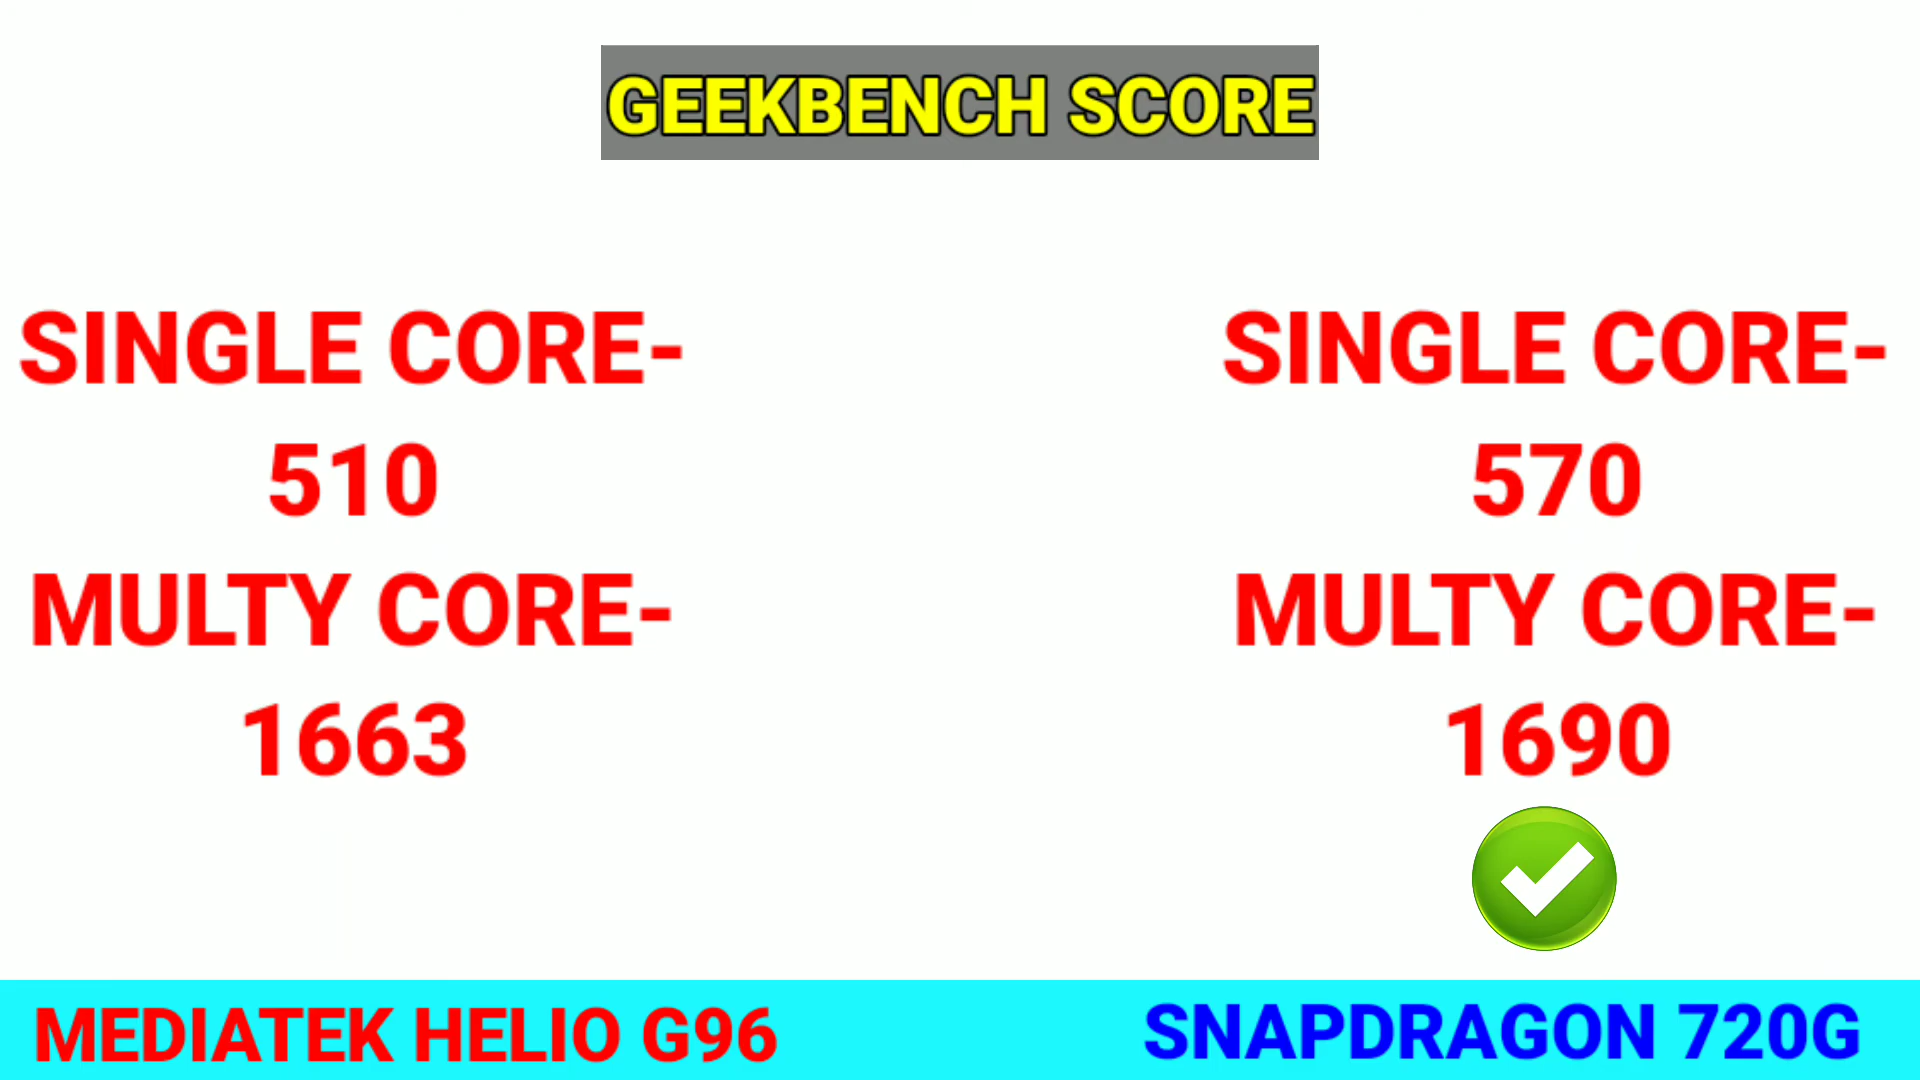 GEEKBENCH SCORE
SINGLE CORE-
510
MULTY CORE-
1663
SINGLE CORE-
570
MULTY CORE-
1690
MEDIATEK HELIO G96
SNAPDRAGON 720G